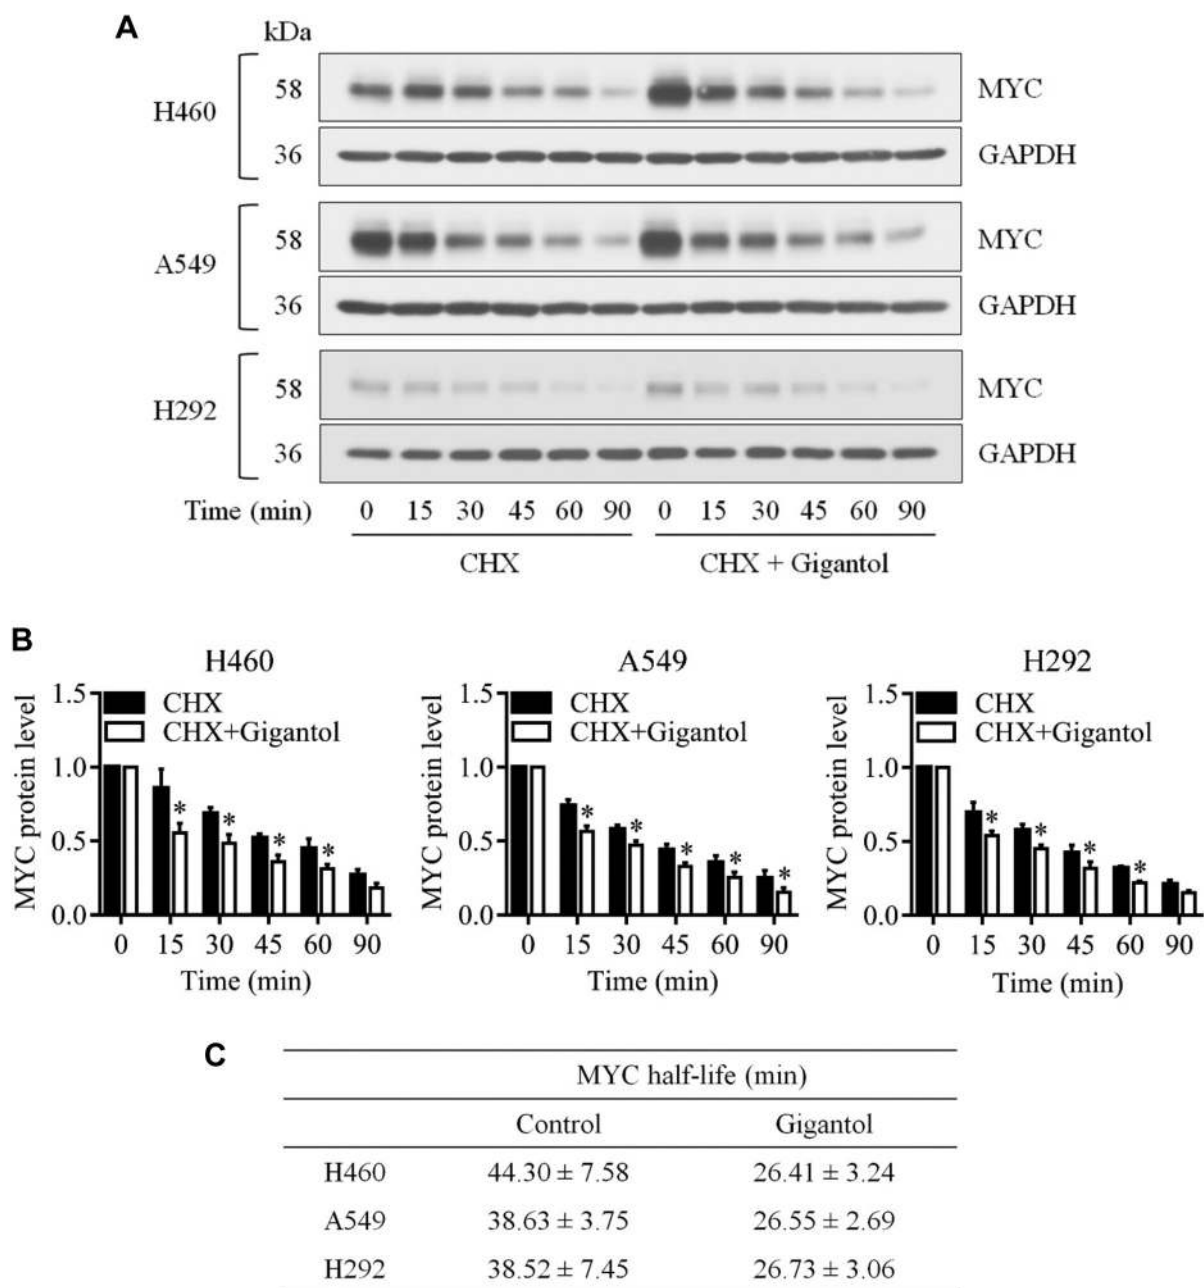 A
kDa
H460
58
MYC
36
GAPDH
A549
58
MYC
36
GAPDH
H292
58
MYC
36
GAPDH
Time (min) 0 15 30 45 60 90 0 15 30 45 60 90
CHX CHX + Gigantol
B
H460
MYC protein level
1.5
1.0
0.5
0.0
CHX
CHX+Gigantol
* * * *
0 15 30 45 60 90
Time (min)
A549
MYC protein level
1.5
1.0
0.5
0.0
CHX
CHX+Gigantol
* * * * *
0 15 30 45 60 90
Time (min)
H292
MYC protein level
1.5
1.0
0.5
0.0
CHX
CHX+Gigantol
* * * *
0 15 30 45 60 90
Time (min)
C
MYC half-life (min)
Control Gigantol
H460 44.30 ± 7.58 26.41 ± 3.24
A549 38.63 ± 3.75 26.55 ± 2.69
H292 38.52 ± 7.45 26.73 ± 3.06